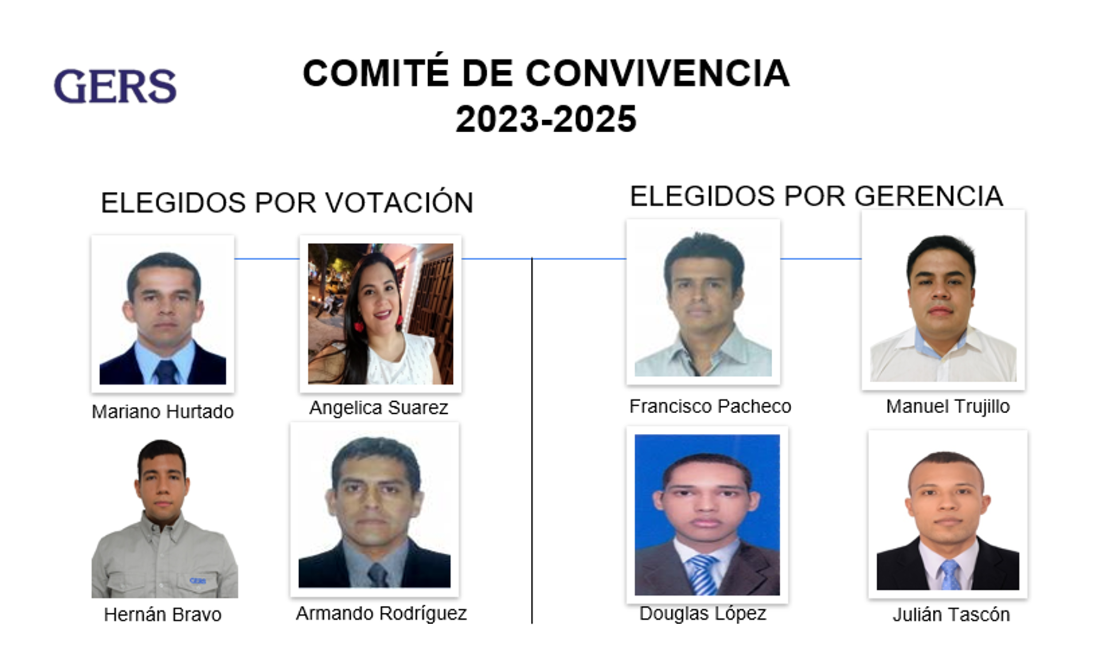 GERS
COMITÉ DE CONVIVENCIA
2023-2025
ELEGIDOS POR VOTACIÓN
Mariano Hurtado
Angelica Suarez
GERS
Hernán Bravo
Armando Rodríguez
ELEGIDOS POR GERENCIA
Francisco Pacheco
Manuel Trujillo
Douglas López
Julián Tascón